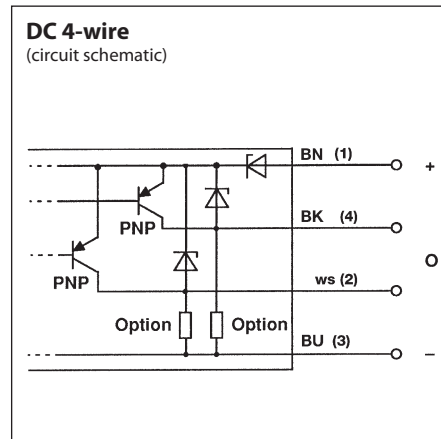 DC 4-wire
(circuit schematic)
BN (1)
+
BK (4)
PNP
O
ws (2)
PNP
Option
Option
BU (3)
–